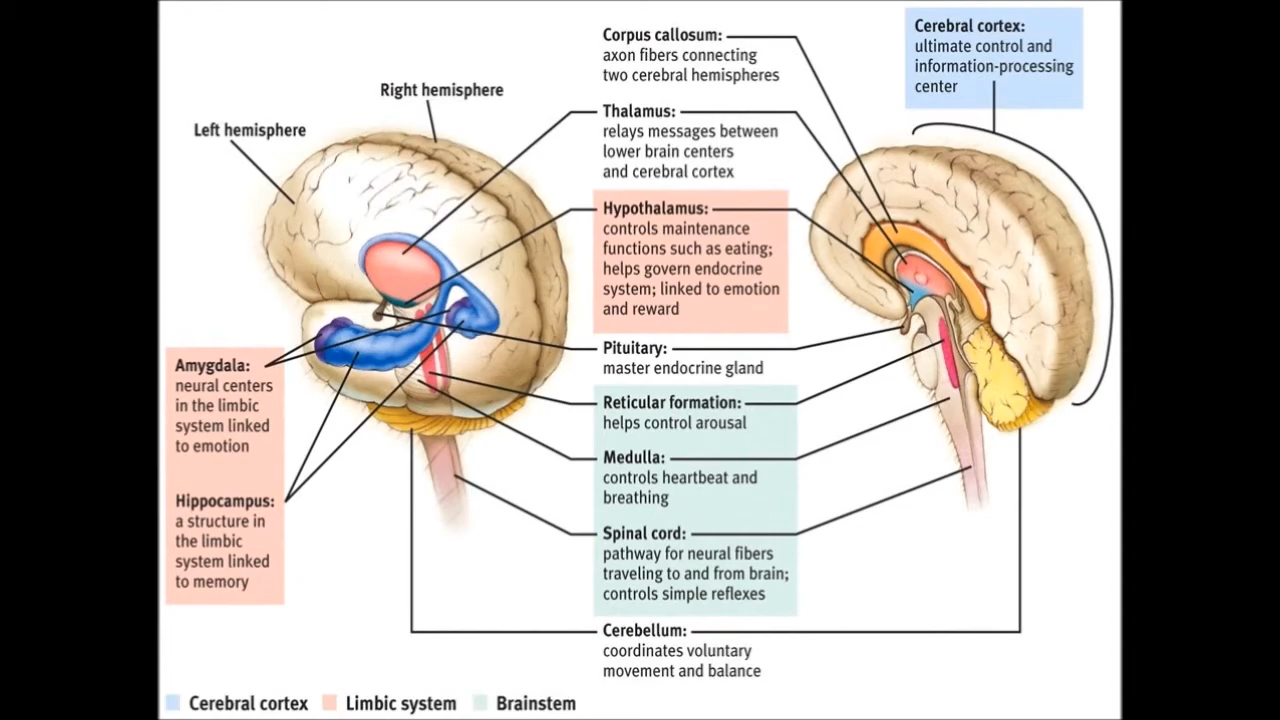 Corpus callosum:
axon fibers connecting
two cerebral hemispheres
Cerebral cortex:
ultimate control and
information-processing
center
Right hemisphere
Left hemisphere
Thalamus:
relays messages between
lower brain centers
and cerebral cortex
Hypothalamus:
controls maintenance
functions such as eating;
helps govern endocrine
system; linked to emotion
and reward
Pituitary:
master endocrine gland
Amygdala:
neural centers
in the limbic
system linked
to emotion
Reticular formation:
helps control arousal
Medulla:
controls heartbeat and
breathing
Hippocampus:
a structure in
the limbic
system linked
to memory
Spinal cord:
pathway for neural fibers
traveling to and from brain;
controls simple reflexes
Cerebellum:
coordinates voluntary
movement and balance
Cerebral cortex
Limbic system
Brainstem